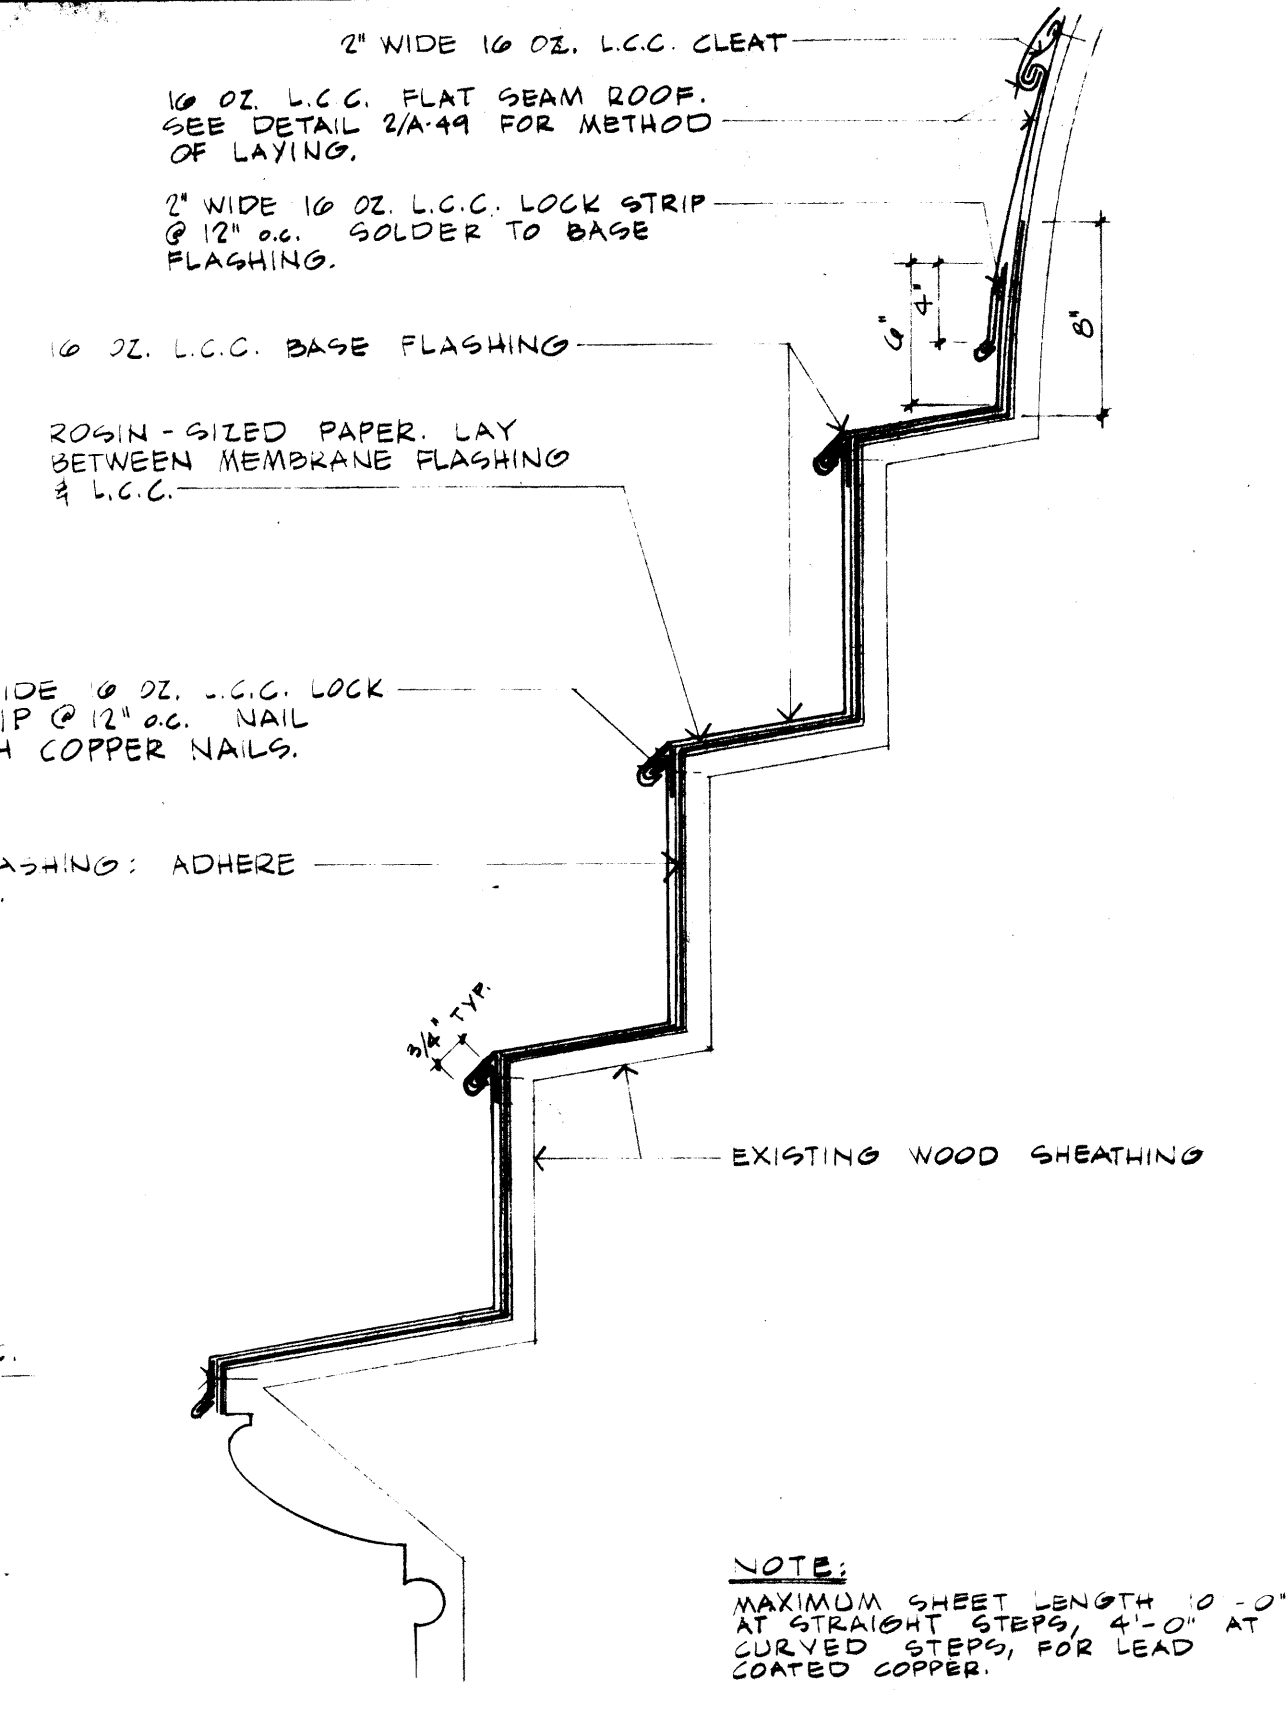 2" WIDE 16 OZ. L.C.C. CLEAT
16 OZ. L.C.C. FLAT SEAM ROOF.
SEE DETAIL 2/A-49 FOR METHOD
OF LAYING.
2" WIDE 16 OZ. L.C.C. LOCK STRIP
@ 12" o.c. SOLDER TO BASE
FLASHING.
6"
4"
8"
16 OZ. L.C.C. BASE FLASHING
ROSIN-SIZED PAPER. LAY
BETWEEN MEMBRANE FLASHING
& L.C.C.
IDE 16 OZ. L.C.C. LOCK
IP @ 12" o.c. NAIL
H COPPER NAILS.
ASHING: ADHERE
3/4" TYP.
EXISTING WOOD SHEATHING
NOTE:
MAXIMUM SHEET LENGTH 10'-0"
AT STRAIGHT STEPS, 4'-0" AT
CURVED STEPS, FOR LEAD
COATED COPPER.